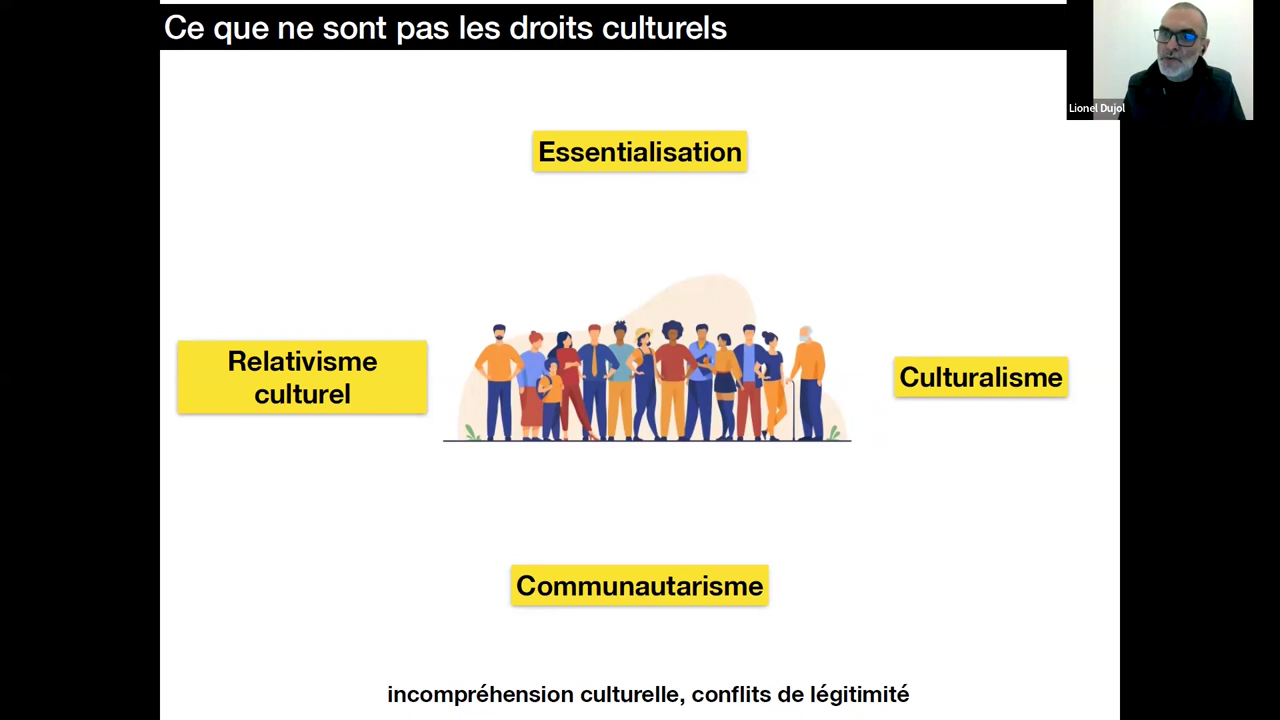 Ce que ne sont pas les droits culturels
Lionel Dujol
Essentialisation
Relativisme
culturel
Culturalisme
Communautarisme
incompréhension culturelle, conflits de légitimité